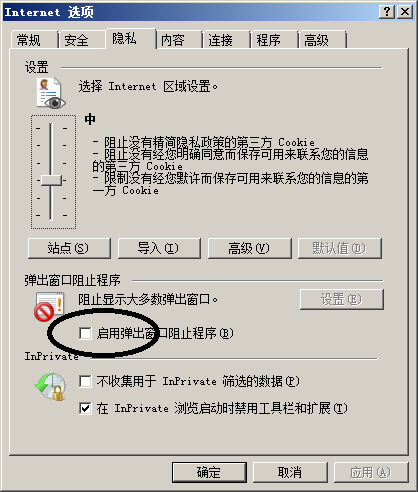 Internet 选项
常规 安全 隐私 内容 连接 程序 高级
设置
选择 Internet 区域设置。
中
- 阻止没有精简隐私政策的第三方 Cookie
- 阻止没有经您明确同意而保存可用来联系您的信息
的第三方 Cookie
- 限制没有经您默许而保存可用来联系您的信息的第
一方 Cookie
站点(S) 导入(I) 高级(V) 默认值(D)
弹出窗口阻止程序
阻止显示大多数弹出窗口。 设置(E)
启用弹出窗口阻止程序(B)
InPrivate
不收集用于 InPrivate 筛选的数据(P)
在 InPrivate 浏览启动时禁用工具栏和扩展(T)
确定 取消 应用(A)